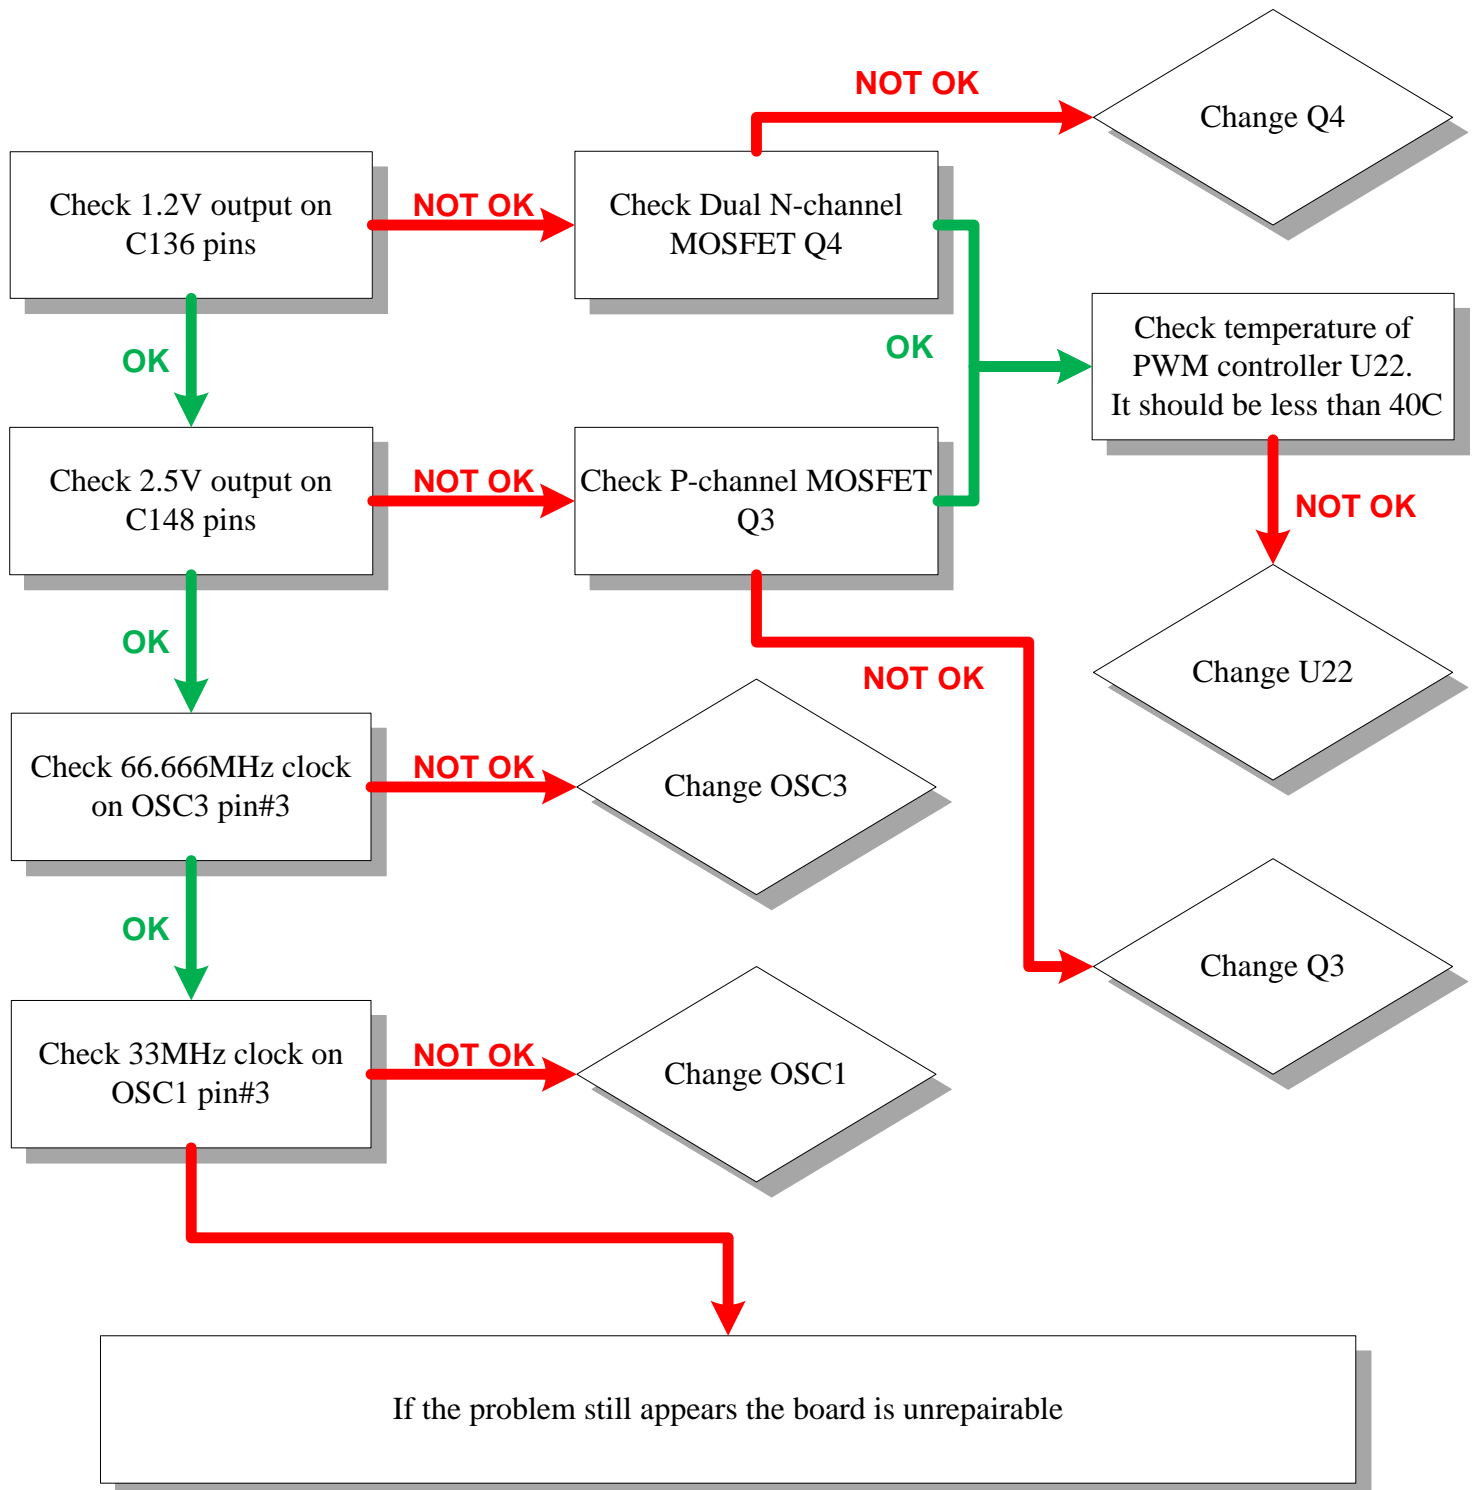 NOT OK
Change Q4
Check 1.2V output on
C136 pins
NOT OK
Check Dual N-channel
MOSFET Q4
OK
OK
Check temperature of
PWM controller U22.
It should be less than 40C
Check 2.5V output on
C148 pins
NOT OK
Check P-channel MOSFET
Q3
NOT OK
OK
NOT OK
Change U22
Check 66.666MHz clock
on OSC3 pin#3
NOT OK
Change OSC3
OK
Change Q3
Check 33MHz clock on
OSC1 pin#3
NOT OK
Change OSC1
If the problem still appears the board is unrepairable